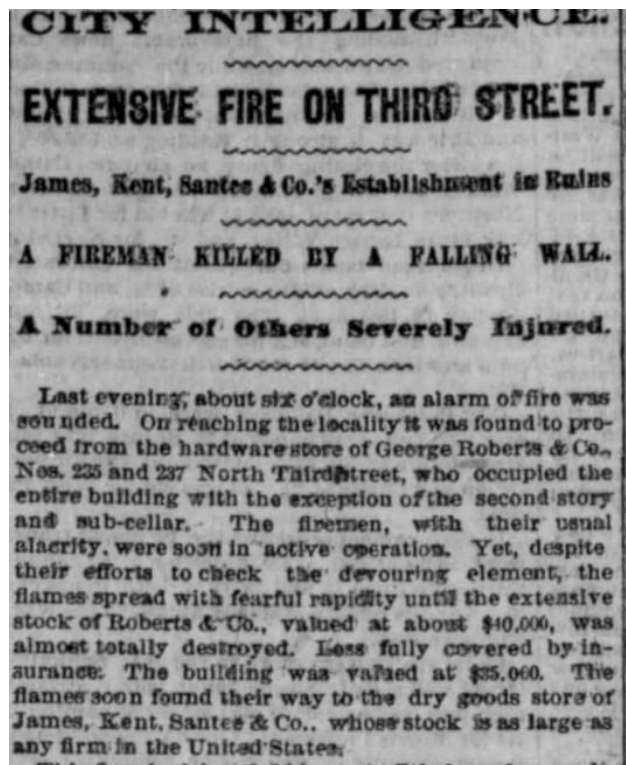 CITY INTELLIGENCE.
EXTENSIVE FIRE ON THIRD STREET.
James, Kent, Santee & Co.'s Establishment in Ruins
A FIREMAN KILLED BY A FALLING WALL.
A Number of Others Severely Injured.
Last evening, about six o'clock, an alarm of fire was
sounded. On reaching the locality it was found to pro-
ceed from the hardware store of George Roberts & Co.,
Nos. 235 and 237 North Third street, who occupied the
entire building with the exception of the second story
and sub-cellar. The firemen, with their usual
alacrity, were soon in active operation. Yet, despite
their efforts to check the devouring element, the
flames spread with fearful rapidity until the extensive
stock of Roberts & Co., valued at about $40,000, was
almost totally destroyed. Loss fully covered by in-
surance. The building was valued at $35,000. The
flames soon found their way to the dry goods store of
James, Kent, Santee & Co., whose stock is as large as
any firm in the United States.